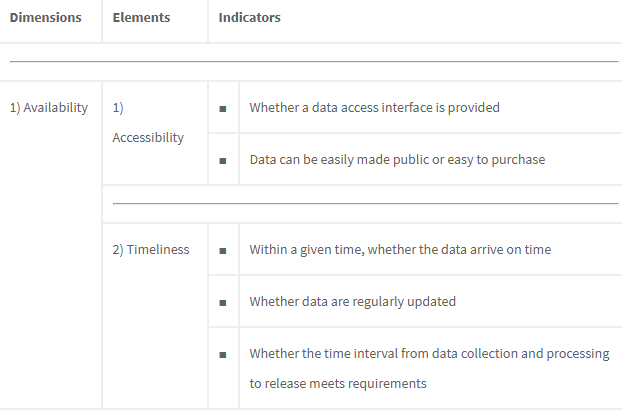 Dimensions Elements Indicators
1) Availability 1) ■ Whether a data access interface is provided
Accessibility
■ Data can be easily made public or easy to purchase
2) Timeliness ■ Within a given time, whether the data arrive on time
■ Whether data are regularly updated
■ Whether the time interval from data collection and processing
to release meets requirements